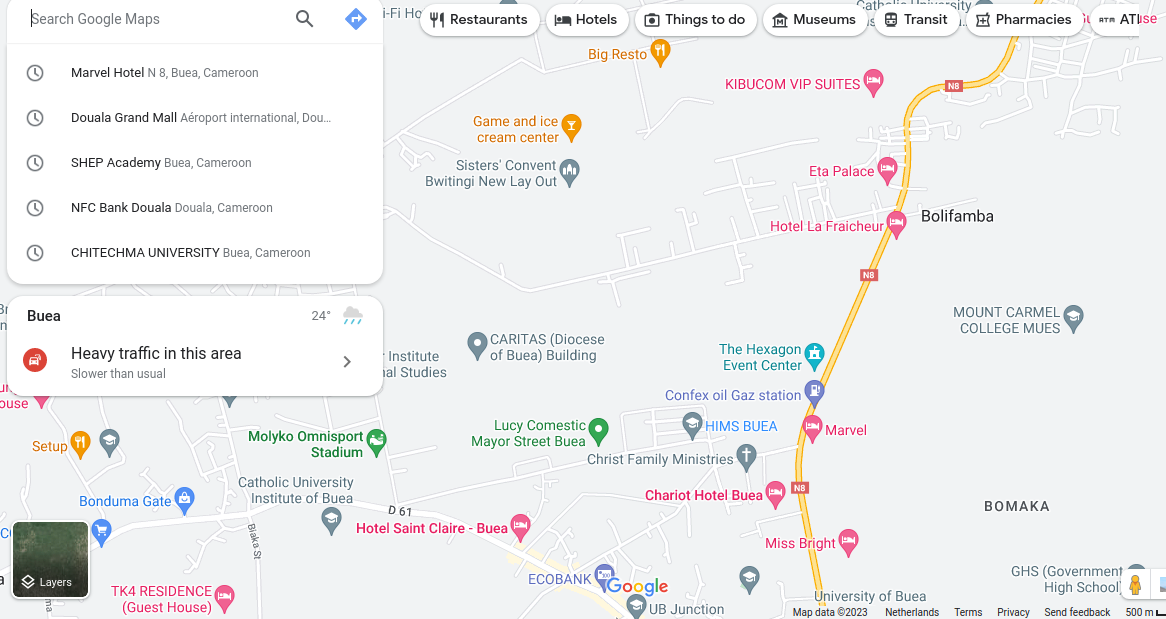 Search Google Maps
Restaurants
Hotels
Things to do
Museums
Transit
Pharmacies
Marvel Hotel N 8, Buea, Cameroon
Douala Grand Mall Aéroport international, Dou...
SHEP Academy Buea, Cameroon
NFC Bank Douala Douala, Cameroon
CHITECHMA UNIVERSITY Buea, Cameroon
Buea
24°
Heavy traffic in this area
Slower than usual
Big Resto
KIBUCOM VIP SUITES
N8
Game and ice
cream center
Sisters' Convent
Bwitingi New Lay Out
Eta Palace
Hotel La Fraicheur
Bolifamba
N8
MOUNT CARMEL
COLLEGE MUES
CARITAS (Diocese
of Buea) Building
Institute
Studies
The Hexagon
Event Center
Confex oil Gaz station
Lucy Comestic
Mayor Street Buea
HIMS BUEA
Marvel
Christ Family Ministries
Setup
Molyko Omnisport
Stadium
Catholic University
Institute of Buea
Bonduma Gate
D 61
Biaka St
Hotel Saint Claire - Buea
Chariot Hotel Buea
N8
BOMAKA
Miss Bright
ECOBANK
Google
UB Junction
University of Buea
GHS (Government
High School)
TK4 RESIDENCE
(Guest House)
Layers
Map data ©2023
Netherlands
Terms
Privacy
Send feedback
500 m